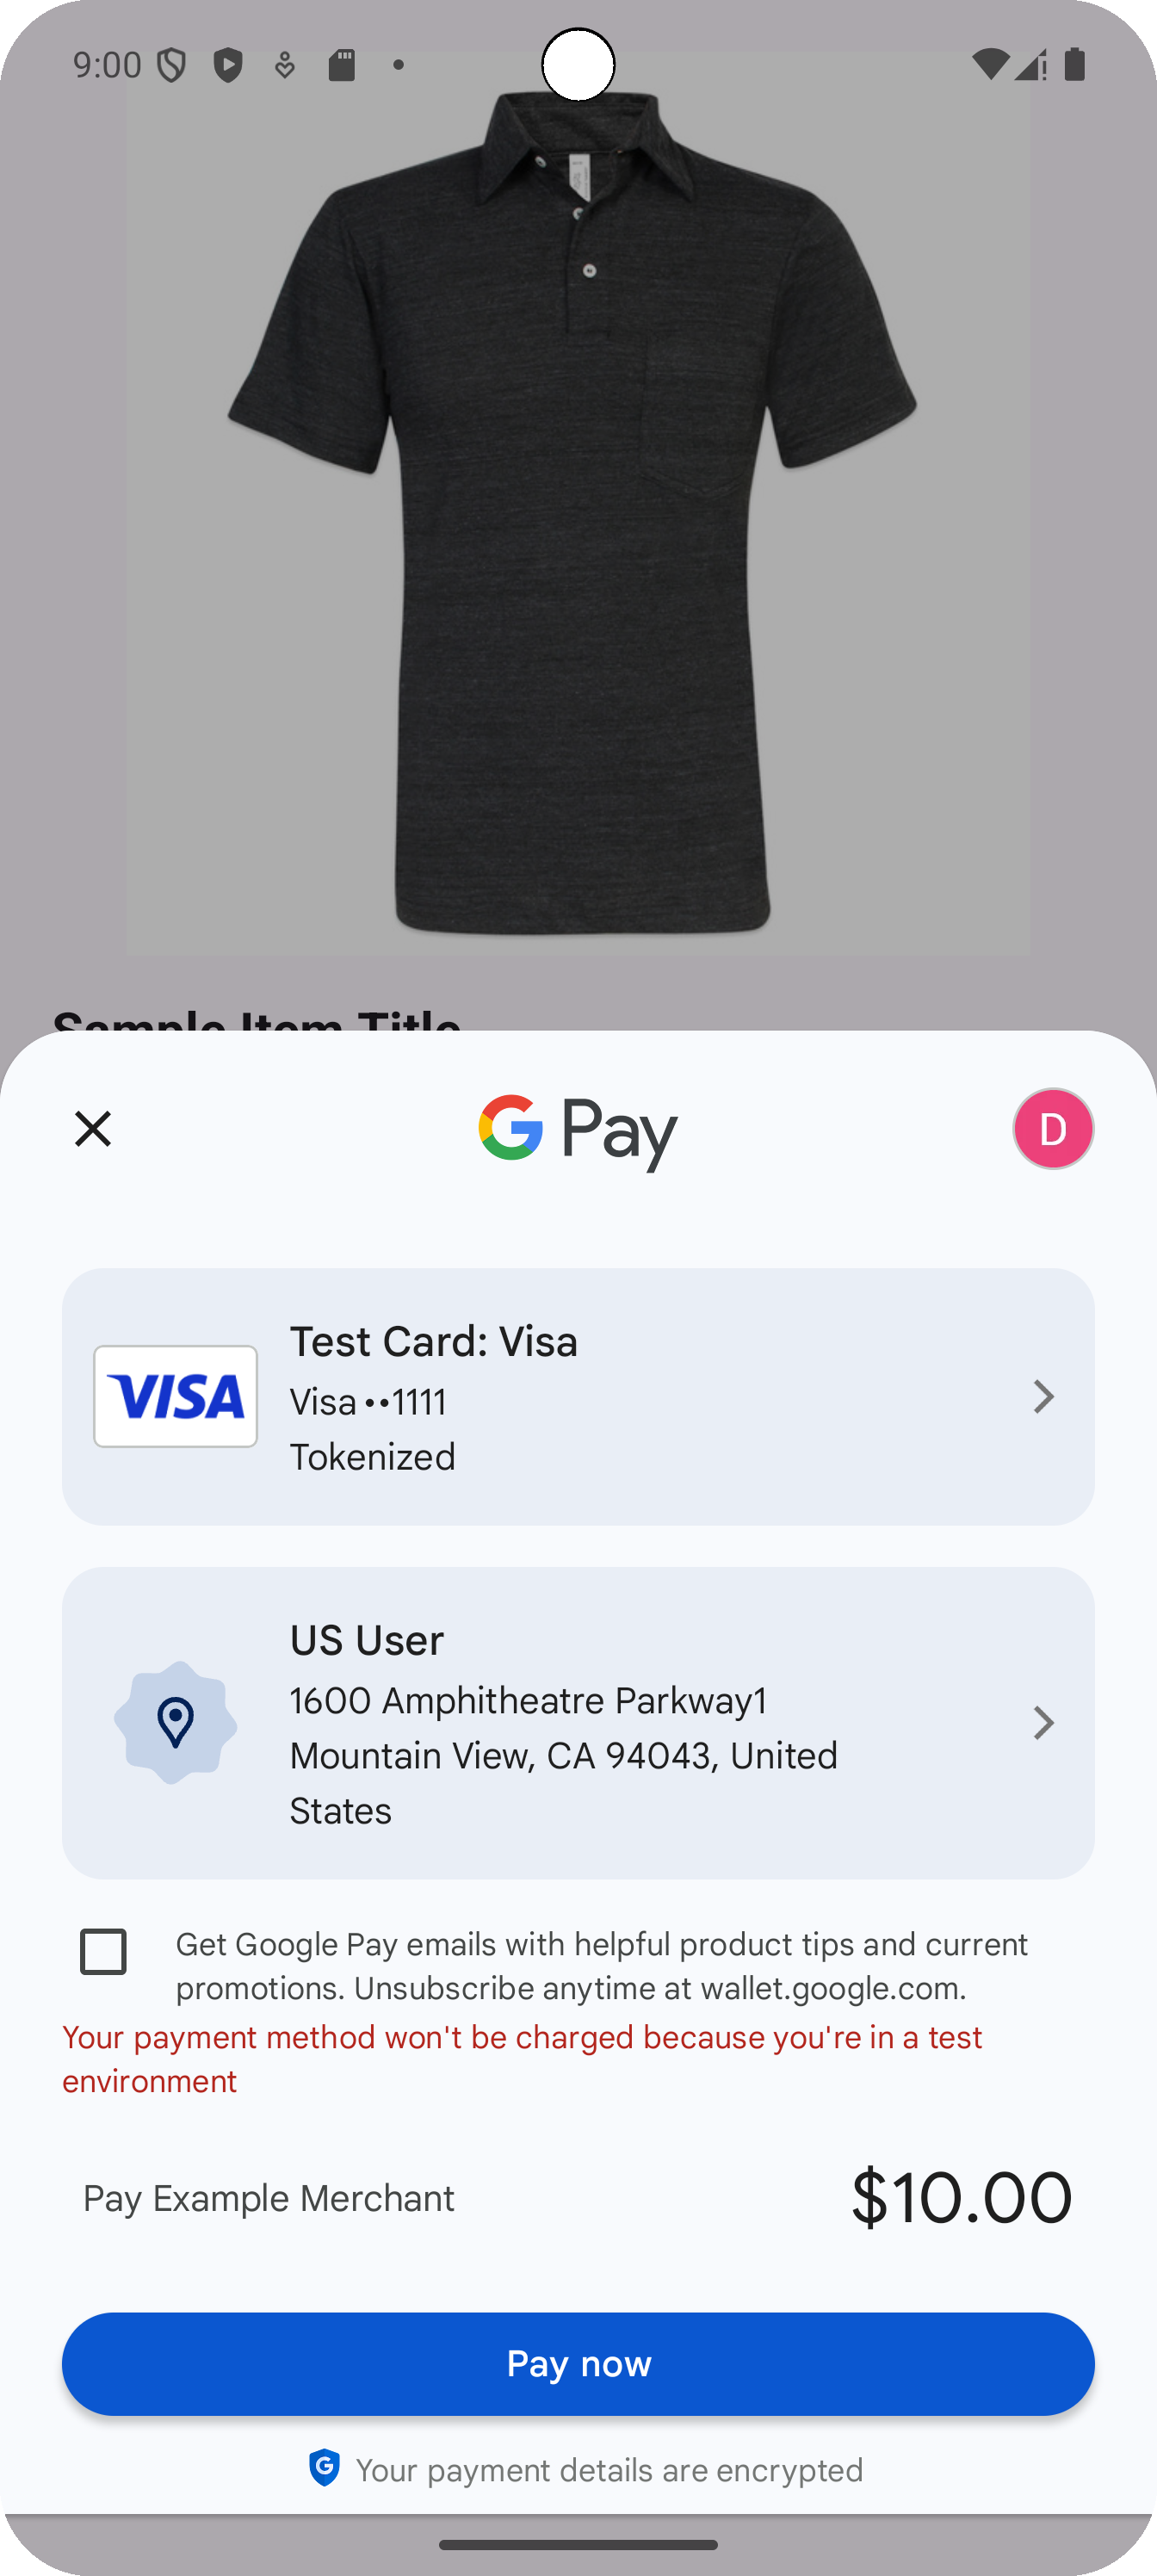 9:00
Sample Item Title
G Pay
D
Test Card: Visa
VISA
Visa ••1111
Tokenized
US User
1600 Amphitheatre Parkway1
Mountain View, CA 94043, United
States
Get Google Pay emails with helpful product tips and current
promotions. Unsubscribe anytime at wallet.google.com.
Your payment method won't be charged because you're in a test
environment
Pay Example Merchant
$10.00
Pay now
G
Your payment details are encrypted